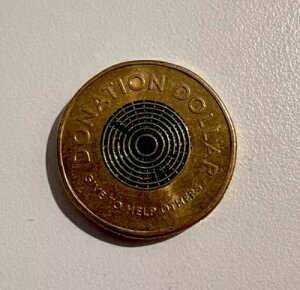 DONATION DOLLAR
GIVE TO HELP OTHERS